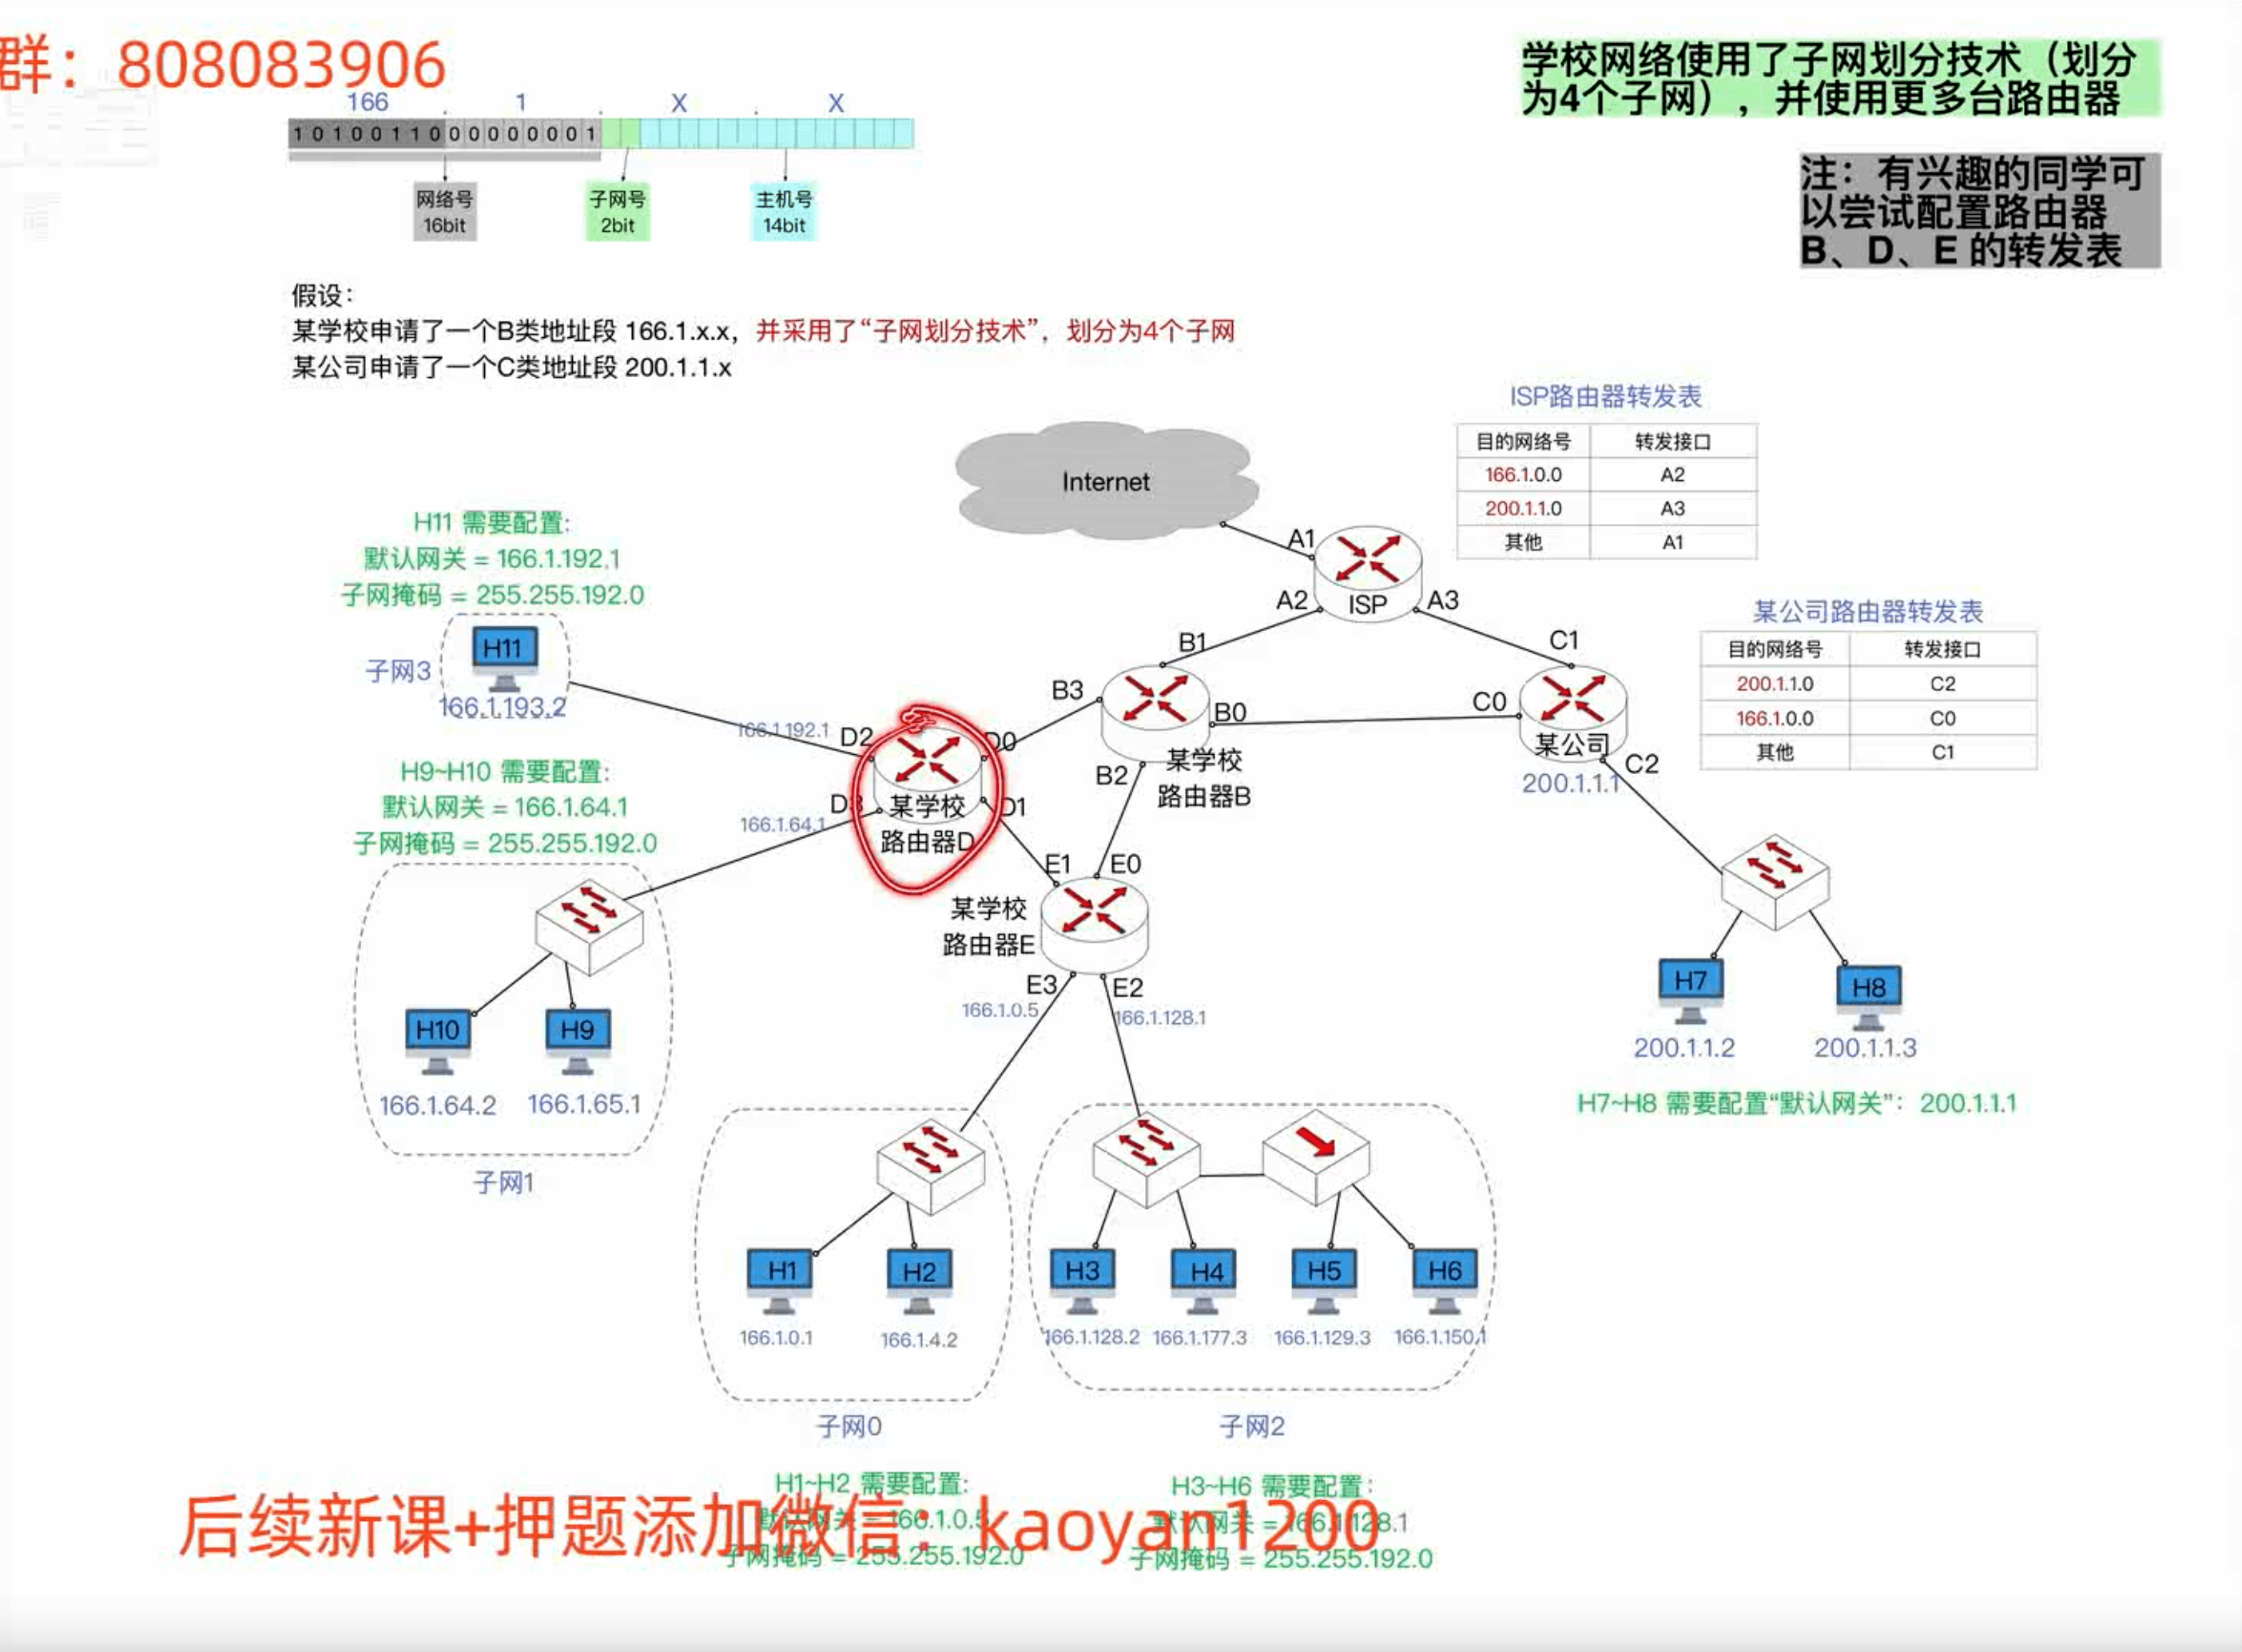 群：808083906
学校网络使用了子网划分技术（划分
为4个子网），并使用更多台路由器
注：有兴趣的同学可
以尝试配置路由器
B、D、E 的转发表
166 . 1 . X . X
1 0 1 0 0 1 1 0 0 0 0 0 0 0 0 1
网络号
16bit
子网号
2bit
主机号
14bit
假设：
某学校申请了一个B类地址段 166.1.x.x，并采用了“子网划分技术”，划分为4个子网
某公司申请了一个C类地址段 200.1.1.x
ISP路由器转发表
目的网络号 转发接口
166.1.0.0 A2
200.1.1.0 A3
其他 A1
Internet
A1
ISP
A2
A3
某公司路由器转发表
目的网络号 转发接口
200.1.1.0 C2
166.1.0.0 C0
其他 C1
H11 需要配置:
默认网关 = 166.1.192.1
子网掩码 = 255.255.192.0
H11
子网3
166.1.193.2
B1
B3
B0
B2
某学校
路由器B
C1
C0
某公司
C2
200.1.1.1
166.1.192.1
D2
D0
D3
D1
某学校
路由器D
166.1.64.1
H9~H10 需要配置:
默认网关 = 166.1.64.1
子网掩码 = 255.255.192.0
H10
H9
166.1.64.2
166.1.65.1
子网1
E1
E0
某学校
路由器E
E3
E2
166.1.0.5
166.1.128.1
H7
H8
200.1.1.2
200.1.1.3
H7~H8 需要配置“默认网关”：200.1.1.1
H1
H2
166.1.0.1
166.1.4.2
子网0
H3
H4
H5
H6
166.1.128.2
166.1.177.3
166.1.129.3
166.1.150.1
子网2
H1~H2 需要配置:
默认网关 = 166.1.0.5
子网掩码 = 255.255.192.0
H3~H6 需要配置:
默认网关 = 166.1.128.1
子网掩码 = 255.255.192.0
后续新课+押题添加微信：kaoyan1200